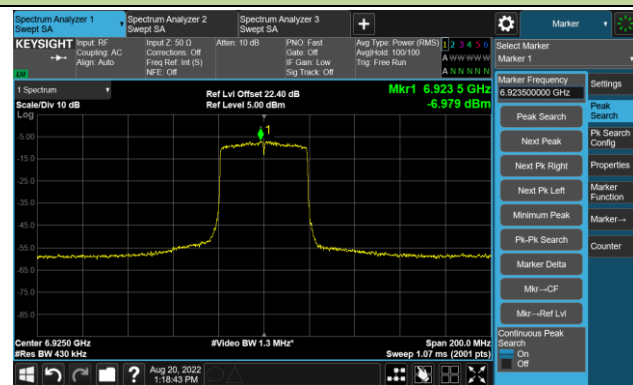 Spectrum Analyzer 1
Swept SA
Spectrum Analyzer 2
Swept SA
Spectrum Analyzer 3
Swept SA
+
Marker
KEYSIGHT
Input: RF
Coupling: AC
Align: Auto
Input Z: 50 Ω
Corrections: Off
Freq Ref: Int (S)
NFE: Off
Atten: 10 dB
PNO: Fast
Gate: Off
IF Gain: Low
Sig Track: Off
Avg Type: Power (RMS)
Avg|Hold: 100/100
Trig: Free Run
1 2 3 4 5 6
A W W W W W
A N N N N N
Select Marker
Marker 1
1 Spectrum
Scale/Div 10 dB
Log
Ref Lvl Offset 22.40 dB
Ref Level 5.00 dBm
Mkr1 6.923 5 GHz
-6.979 dBm
1
-5.00
-15.0
-25.0
-35.0
-45.0
-55.0
-65.0
-75.0
-85.0
Center 6.9250 GHz
#Res BW 430 kHz
#Video BW 1.3 MHz*
Span 200.0 MHz
Sweep 1.07 ms (2001 pts)
Marker Frequency
6.923500000 GHz
Peak Search
Next Peak
Next Pk Right
Next Pk Left
Minimum Peak
Pk-Pk Search
Marker Delta
Mkr→CF
Mkr→Ref Lvl
Continuous Peak
Search
On
Off
Settings
Peak
Search
Pk Search
Config
Properties
Marker
Function
Marker→
Counter
?
Aug 20, 2022
1:18:43 PM